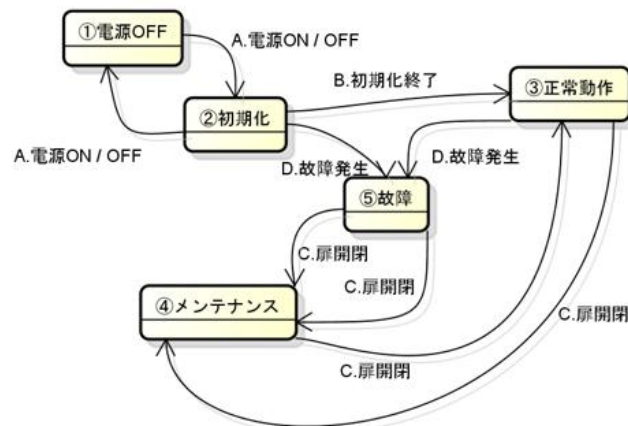 ①電源OFF
A.電源ON / OFF
B.初期化終了
③正常動作
②初期化
A.電源ON / OFF
D.故障発生
D.故障発生
⑤故障
C.扉開閉
C.扉開閉
④メンテナンス
C.扉開閉
C.扉開閉